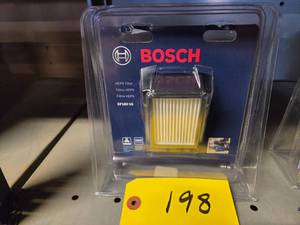 BOSCH
HEPA Filter
Filtre HEPA
Filtro HEPA
198